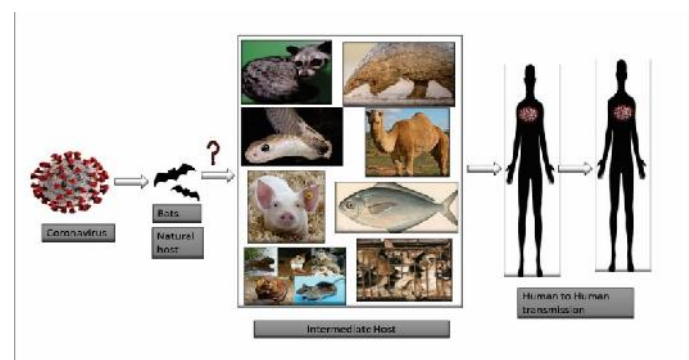 Coronavirus
Bats
Natural
host
?
Intermediate Host
Human to Human
transmission